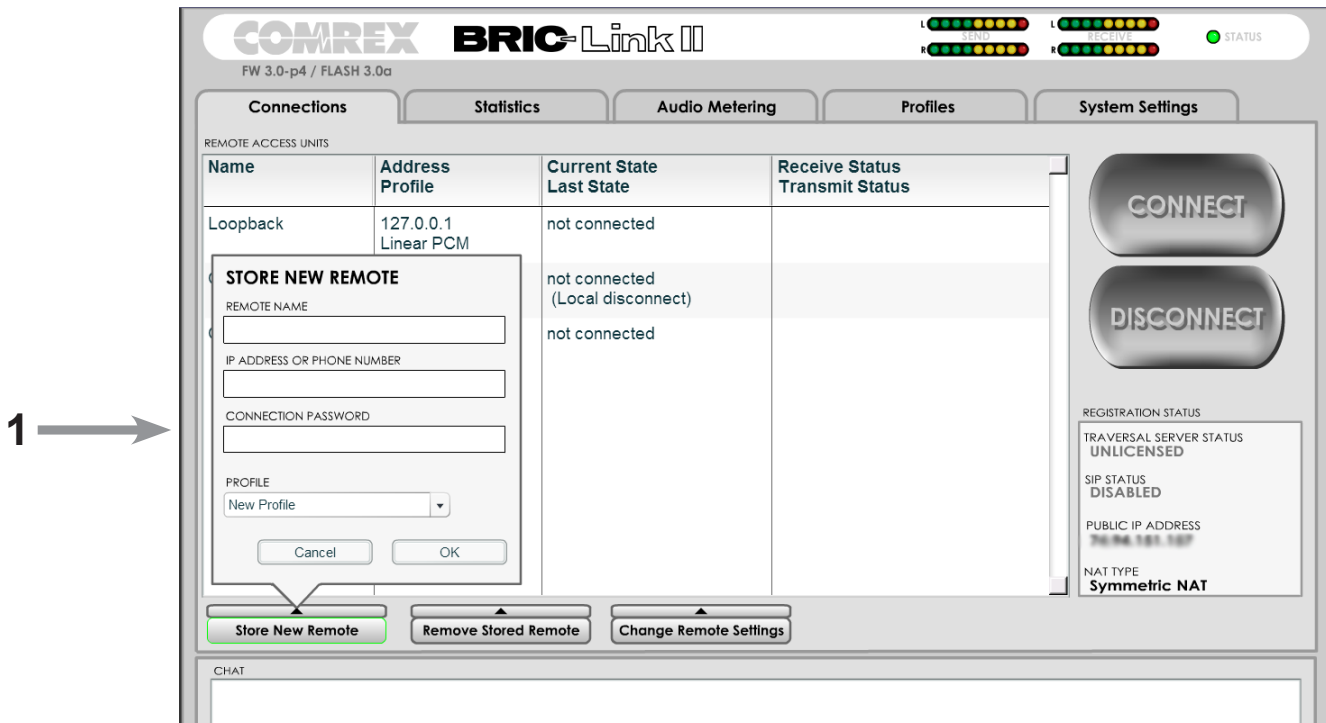 COMREX BRIC-Link II
L SEND R
L RECEIVE R
STATUS
FW 3.0-p4 / FLASH 3.0a
Connections
Statistics
Audio Metering
Profiles
System Settings
REMOTE ACCESS UNITS
Name
Address
Profile
Current State
Last State
Receive Status
Transmit Status
Loopback
127.0.0.1
Linear PCM
not connected
not connected
(Local disconnect)
not connected
STORE NEW REMOTE
REMOTE NAME
IP ADDRESS OR PHONE NUMBER
CONNECTION PASSWORD
PROFILE
New Profile
Cancel
OK
1
CONNECT
DISCONNECT
REGISTRATION STATUS
TRAVERSAL SERVER STATUS
UNLICENSED
SIP STATUS
DISABLED
PUBLIC IP ADDRESS
NAT TYPE
Symmetric NAT
Store New Remote
Remove Stored Remote
Change Remote Settings
CHAT